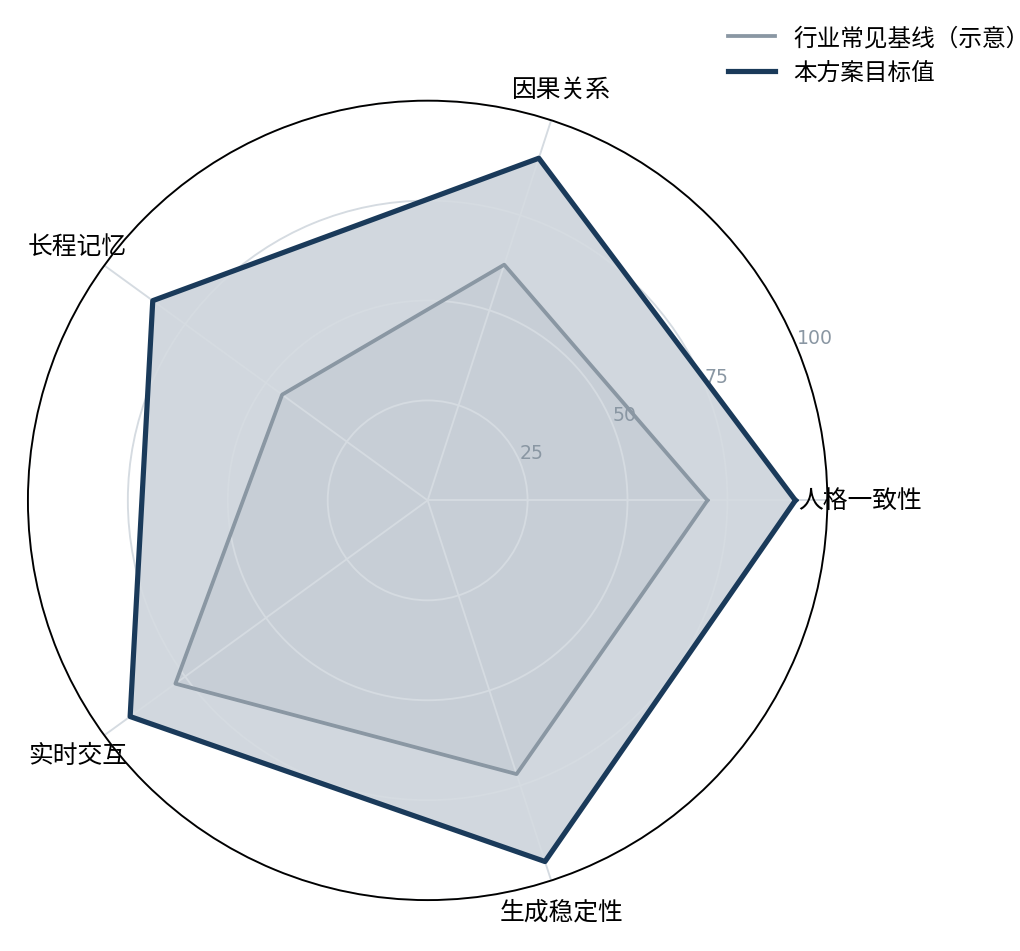 行业常见基线（示意）
本方案目标值
因果关系
长程记忆
100
75
50
25
人格一致性
实时交互
生成稳定性